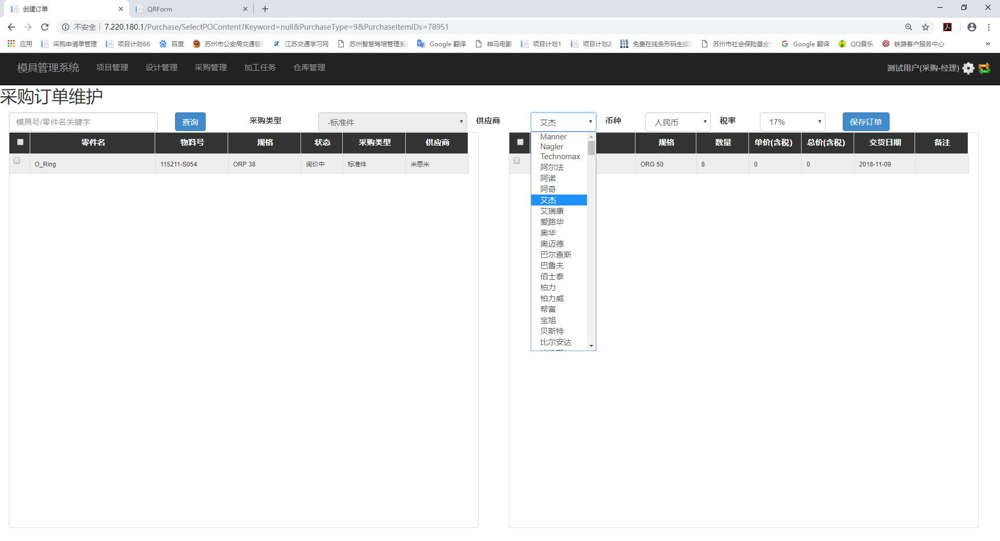 创建订单
QRForm
不安全
7.220.180.1/Purchase/SelectPOContent?Keyword=null&PurchaseType=9&PurchaseItemIDs=78951
应用 采购申请单管理 项目计划66 百度 苏州市公安局交通警 江苏交通学习网 苏州智慧驾培管理系 Google 翻译 神马电影 项目计划1 项目计划2 免费在线条形码生成 苏州市社会保险基金 Google 翻译 QQ音乐 铁路客户服务中心 »
模具管理系统 项目管理 设计管理 采购管理 加工任务 仓库管理 测试用户(采购-经理)
采购订单维护
模具号/零件名关键字 查询 采购类型 -标准件 供应商 艾杰 币种 人民币 税率 17% 保存订单
零件名 物料号 规格 状态 采购类型 供应商
O_Ring 115211-S054 ORP 38 询价中 标准件 米思米
规格 数量 单价(含税) 总价(含税) 交货日期 备注
ORG 50 8 0 0 2018-11-09
Manner
Nagler
Technomax
阿尔法
阿诺
阿奇
艾杰
艾瑞康
爱路华
奥华
奥迈德
巴尔查斯
巴鲁夫
佰士泰
柏力
柏力威
帮富
宝旭
贝斯特
比尔安达